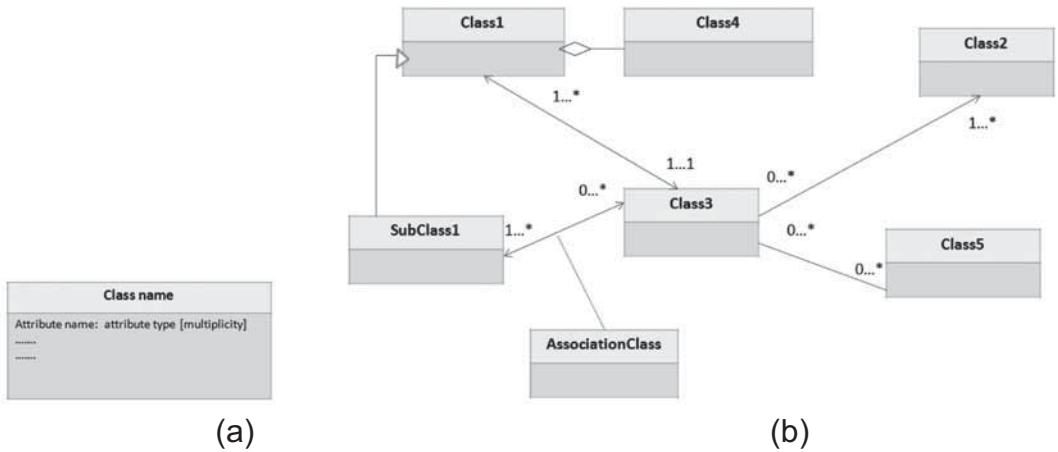 Class1
Class4
Class2
1...*
1...*
1...1
0...*
0...*
Class3
SubClass1
1...*
0...*
Class5
0...*
Class name
Attribute name: attribute type [multiplicity]
.......
.......
AssociationClass
(a)
(b)